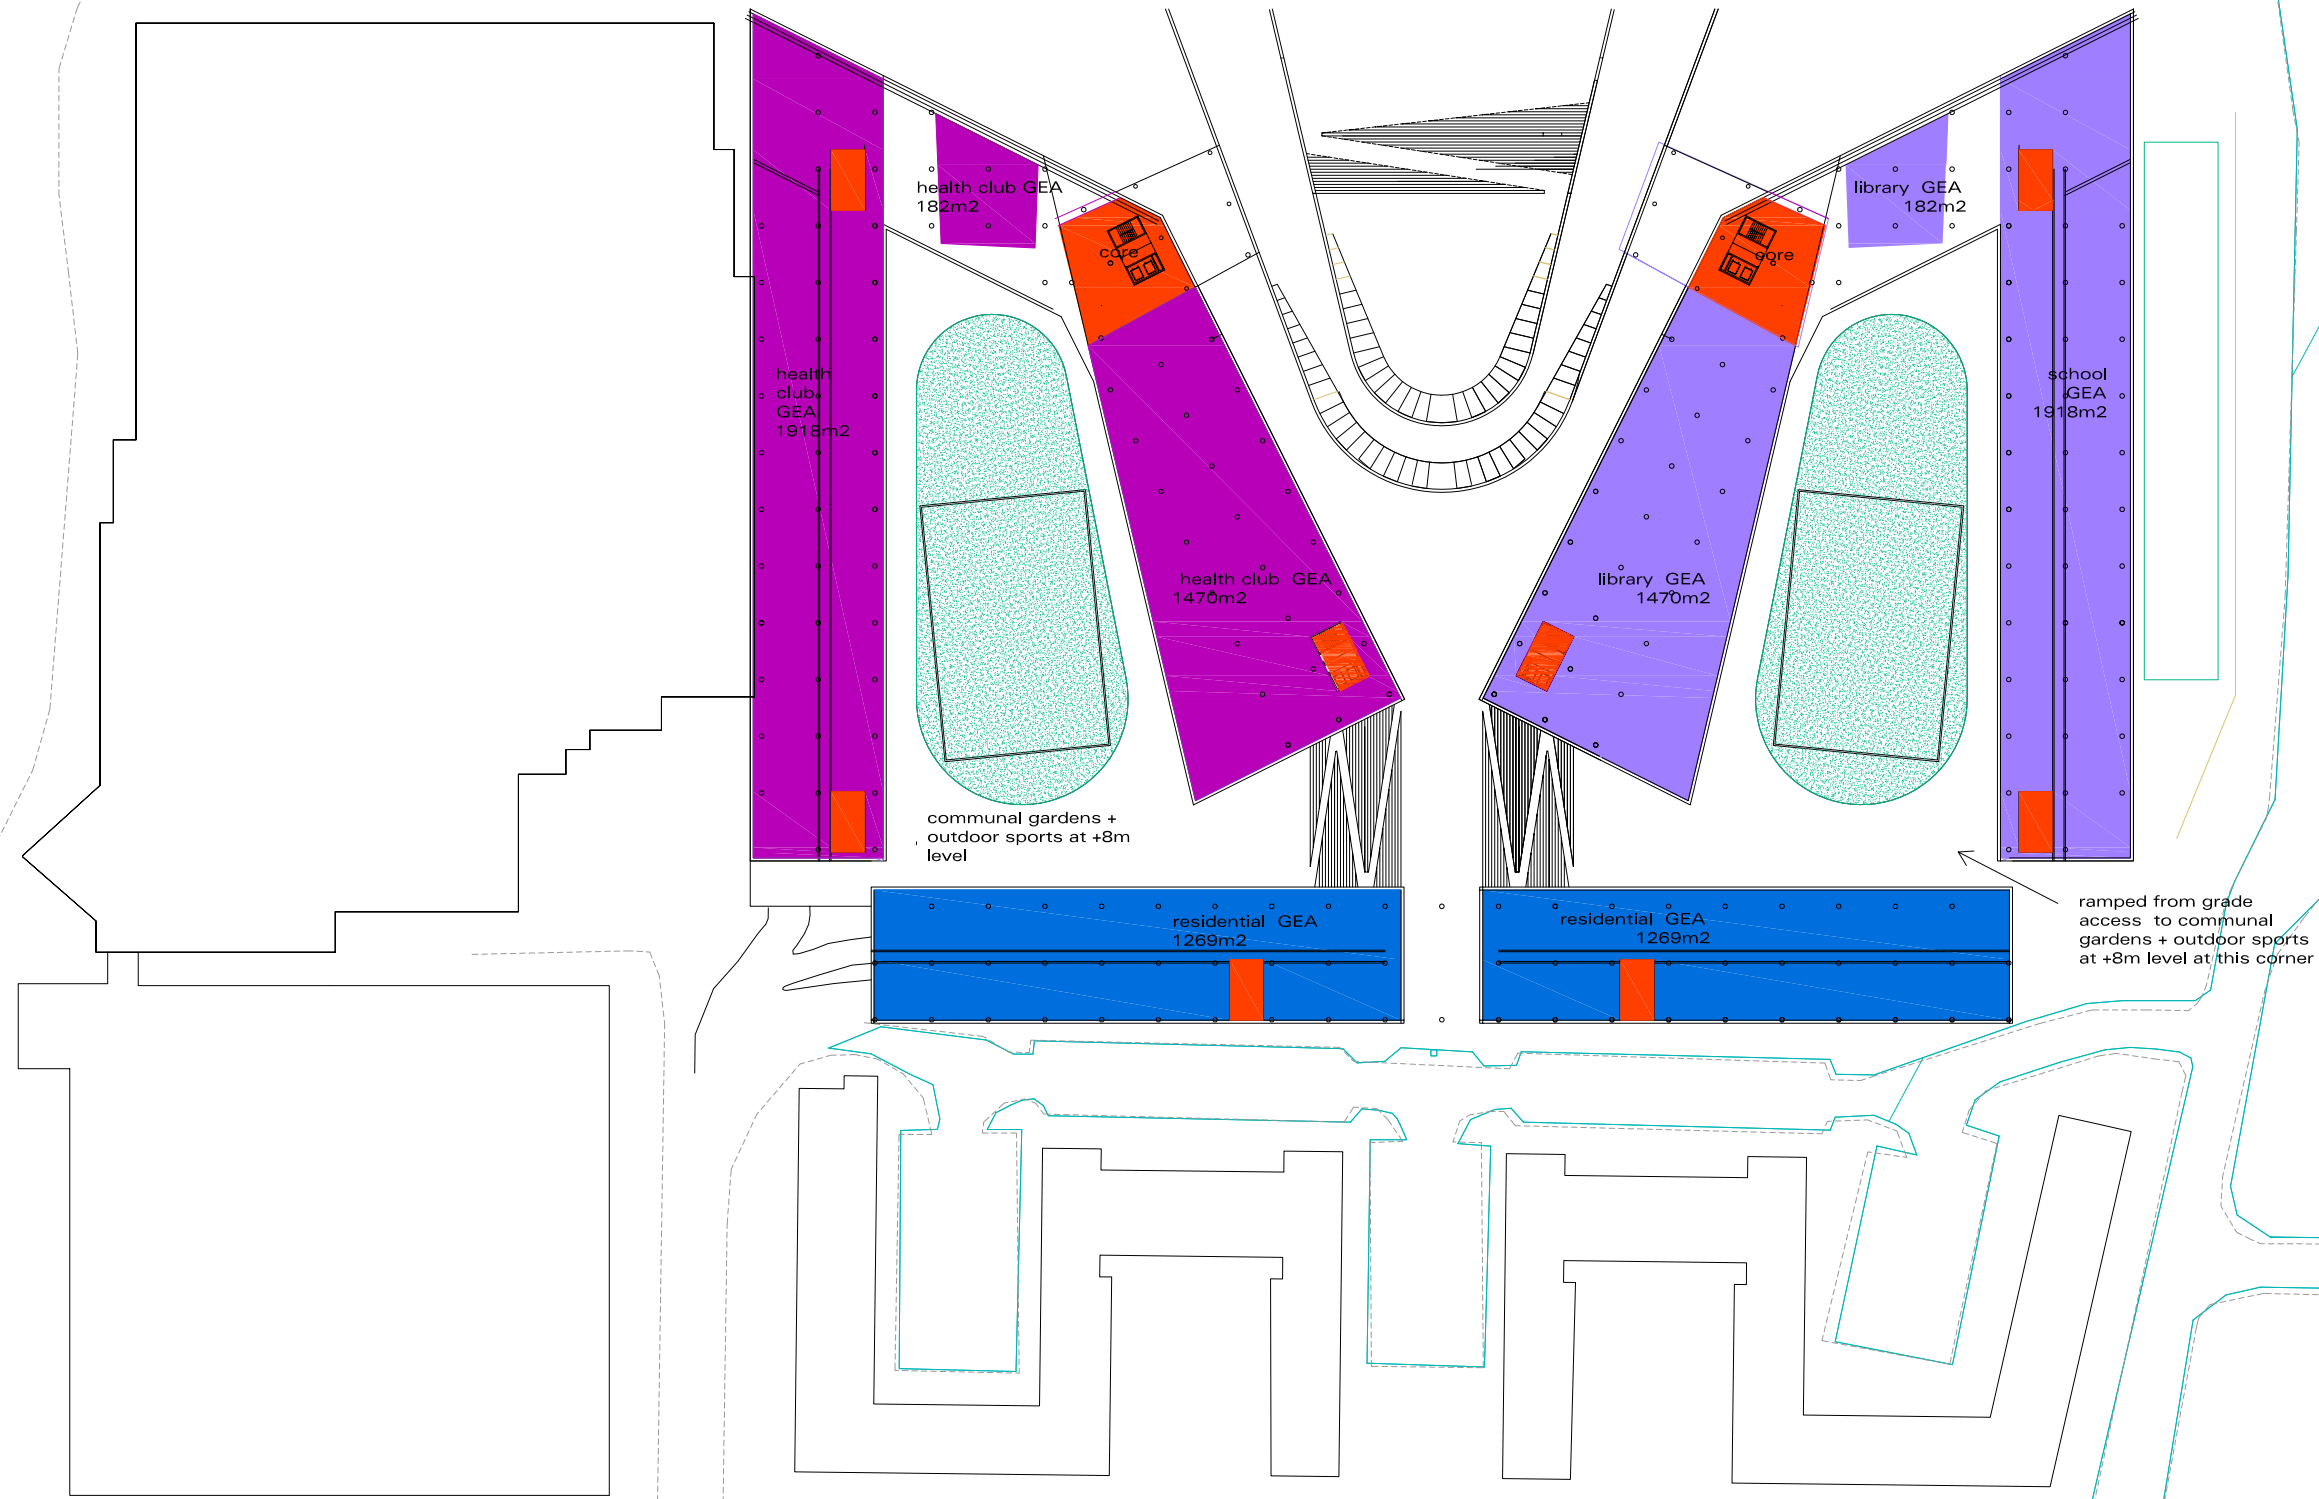 health club GEA
182m2
library GEA
182m2
core
core
health
club
GEA
1918m2
school
GEA
1918m2
health club GEA
1470m2
library GEA
1470m2
communal gardens +
outdoor sports at +8m
level
residential GEA
1269m2
residential GEA
1269m2
ramped from grade
access to communal
gardens + outdoor sports
at +8m level at this corner